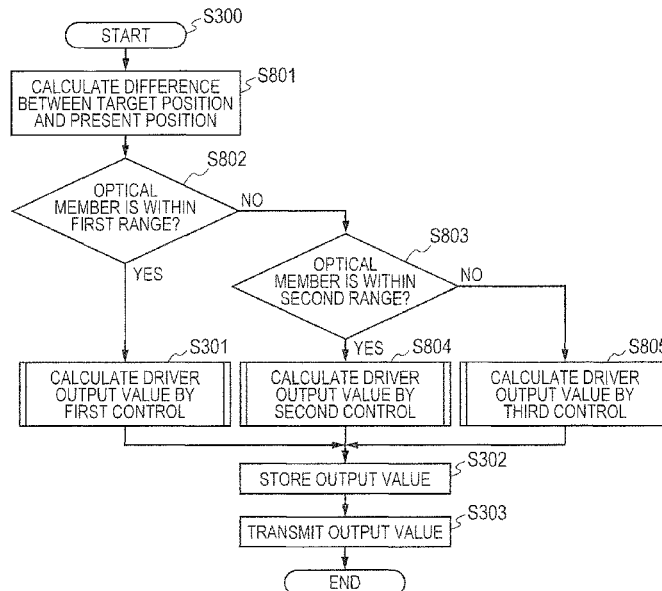 START
S300
CALCULATE DIFFERENCE
BETWEEN TARGET POSITION
AND PRESENT POSITION
S801
S802
OPTICAL
MEMBER IS WITHIN
FIRST RANGE?
NO
YES
S803
OPTICAL
MEMBER IS WITHIN
SECOND RANGE?
NO
YES
S301
CALCULATE DRIVER
OUTPUT VALUE BY
FIRST CONTROL
S804
CALCULATE DRIVER
OUTPUT VALUE BY
SECOND CONTROL
S805
CALCULATE DRIVER
OUTPUT VALUE BY
THIRD CONTROL
S302
STORE OUTPUT VALUE
S303
TRANSMIT OUTPUT VALUE
END